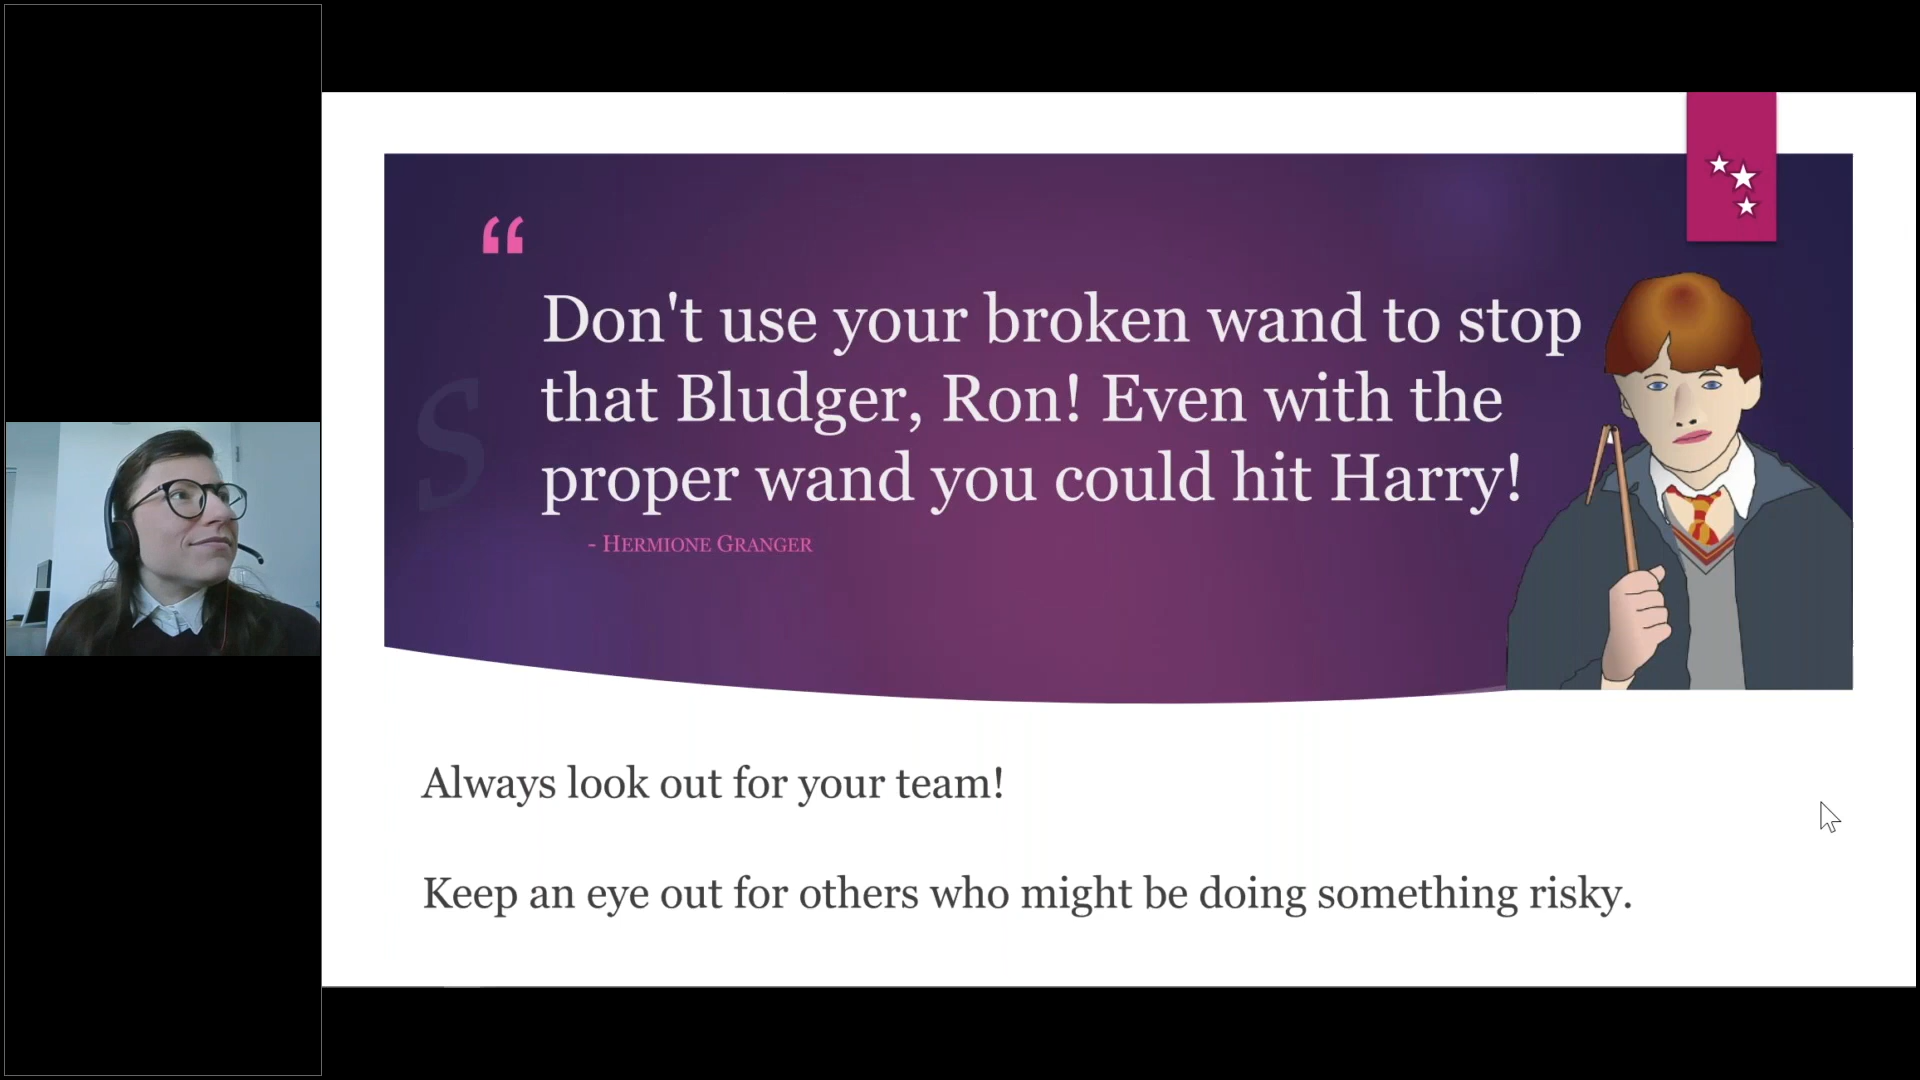 “
Don't use your broken wand to stop
that Bludger, Ron! Even with the
proper wand you could hit Harry!
- HERMIONE GRANGER
S
Always look out for your team!
Keep an eye out for others who might be doing something risky.